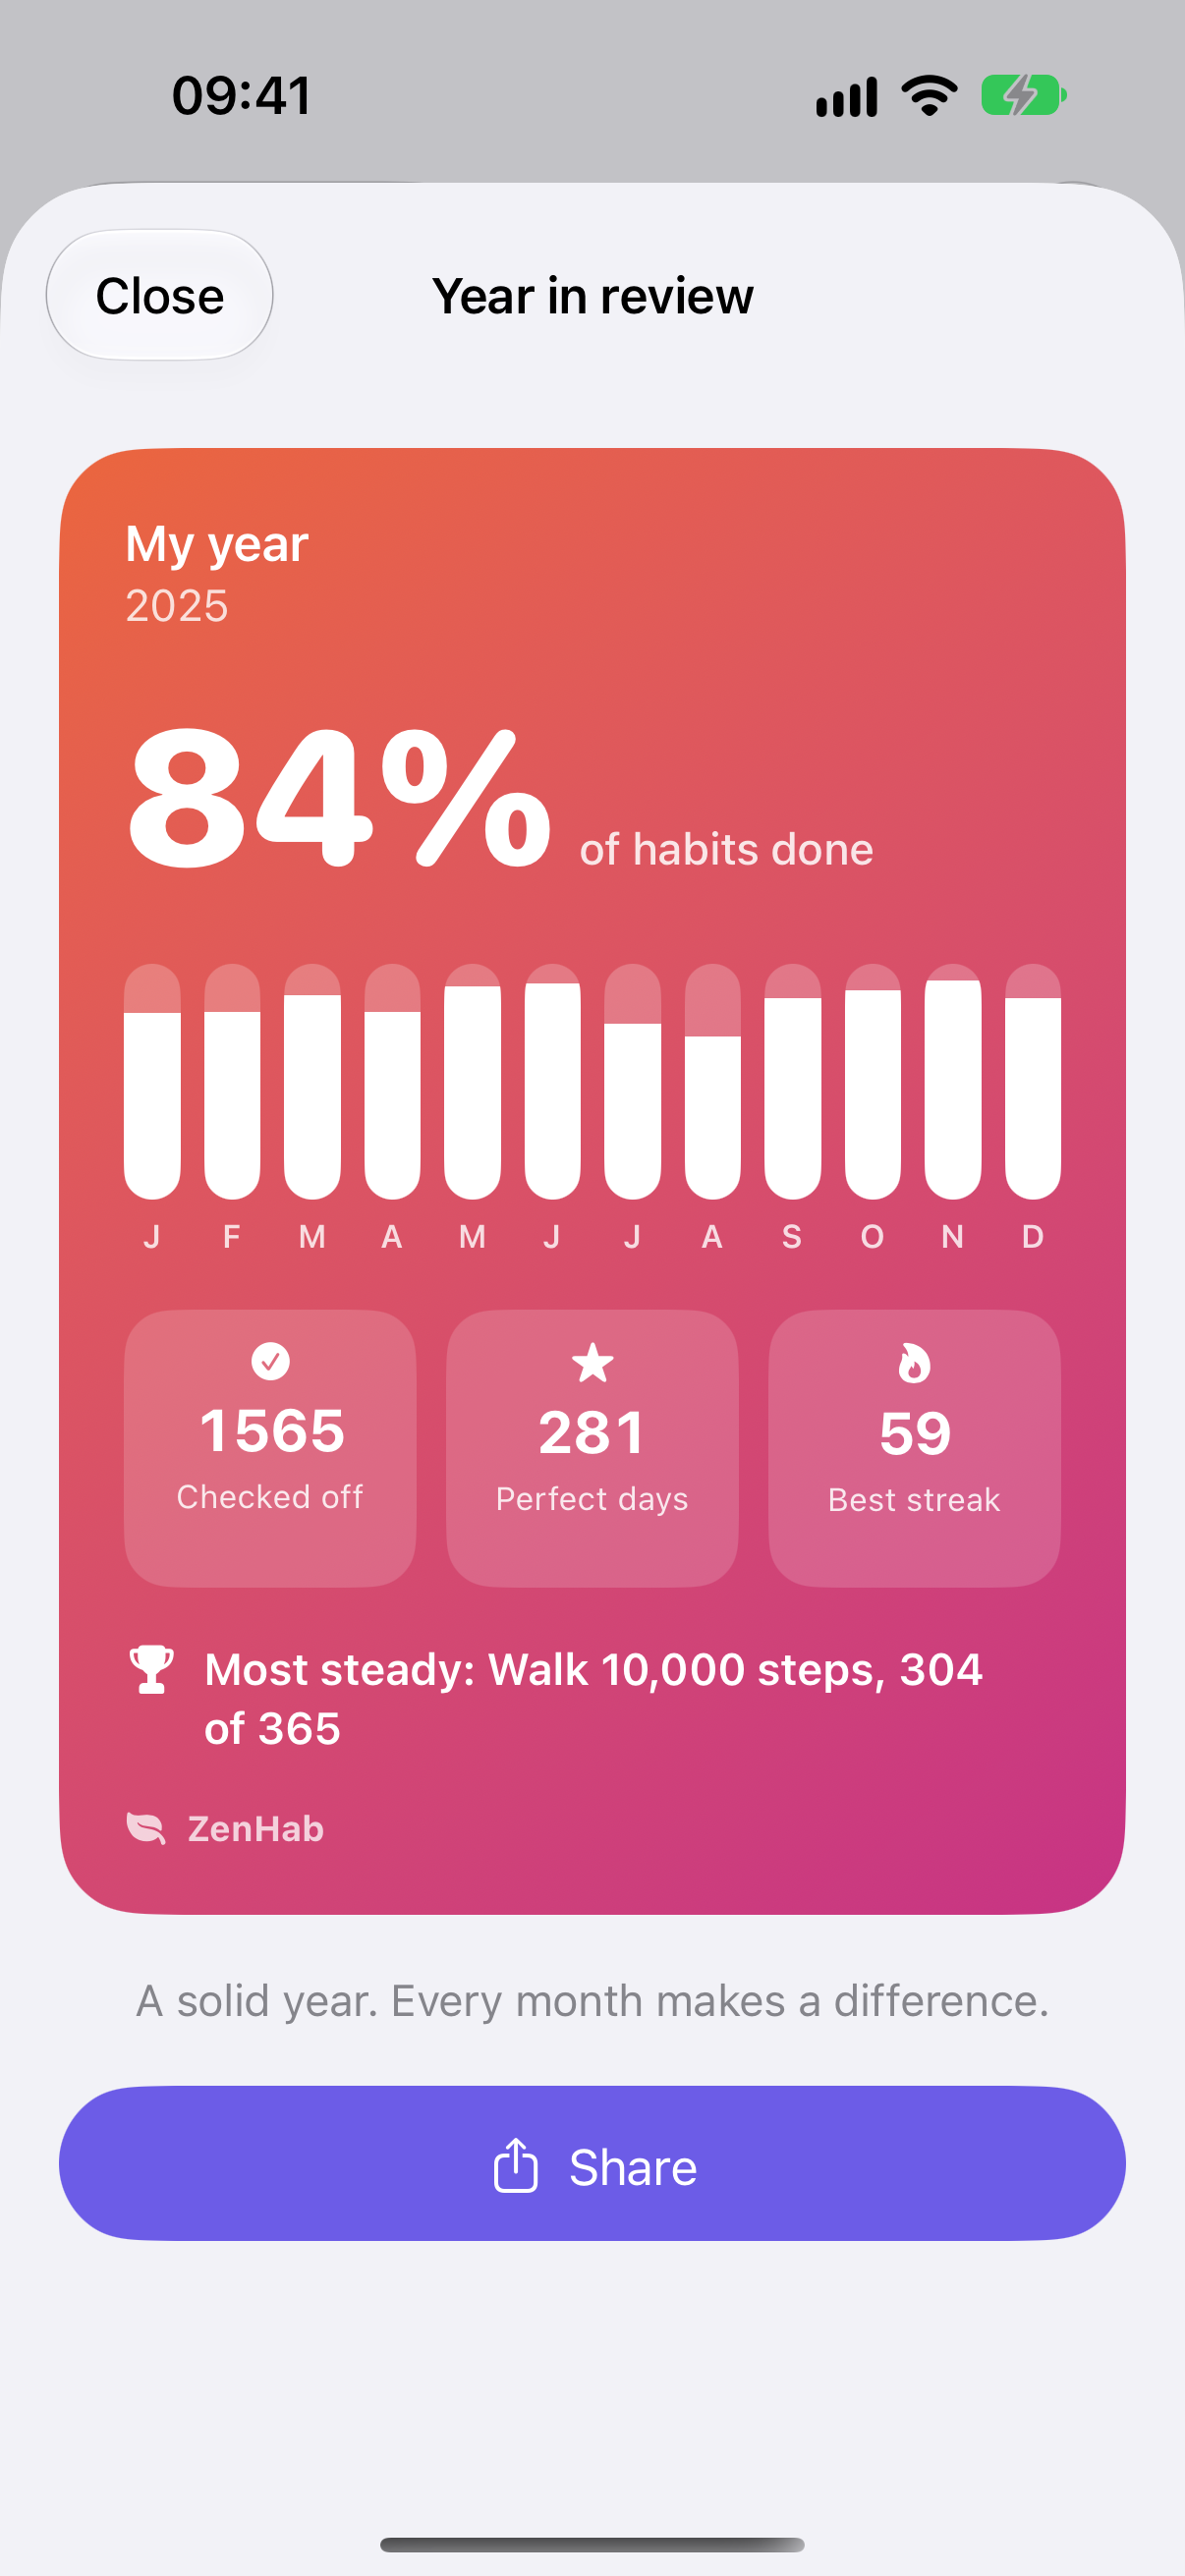 09:41
Close
Year in review
My year
2025
84% of habits done
J F M A M J J A S O N D
1565
Checked off
281
Perfect days
59
Best streak
Most steady: Walk 10,000 steps, 304
of 365
ZenHab
A solid year. Every month makes a difference.
Share